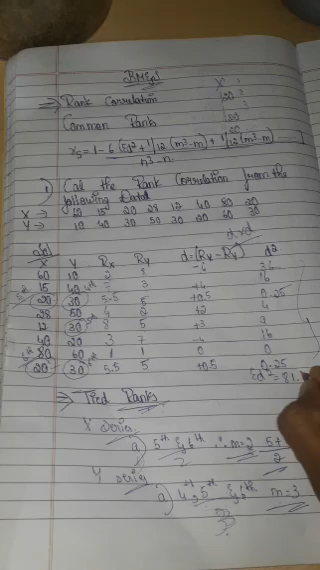 BMEGS
X
100
⇒ Rank Correlation
Common Ranks
100
20
rs = 1 - 6 (Σd² + 1/12 (m³-m) + 1/12 (m³-m) ---)
n³-n
1) Cal the Rank Correlation from the
following Data
X → 60 15 20 28 12 40 80 20
Y → 10 40 30 50 30 20 60 30
X Y Rx Ry d=(Rx-Ry) d²
60 10 2 8 -6 36
15 40 7 3 +4 16
20 30 5.5 5 +0.5 0.25
28 50 4 2 +2 4
12 30 8 5 +3 9
40 20 3 7 -4 16
80 60 1 1 0 0
20 30 5.5 5 +0.5 0.25
Σd² = 81.
⇒ Tied Ranks
X series
a) 5th & 6th ∴ m=2 5+
2
Y series
a) 4, 5th & 6th m=3